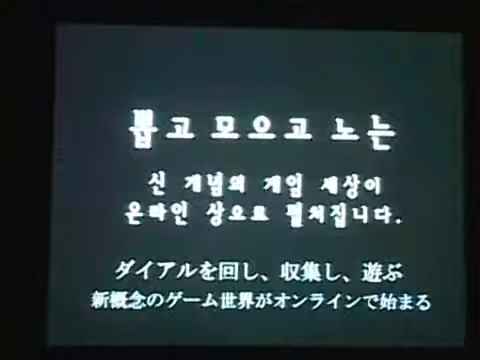 뽑고 모으고 노는
신 개념의 게임 세상이
온라인 상으로 펼쳐집니다.
ダイアルを回し、収集し、遊ぶ
新概念のゲーム世界がオンラインで始まる